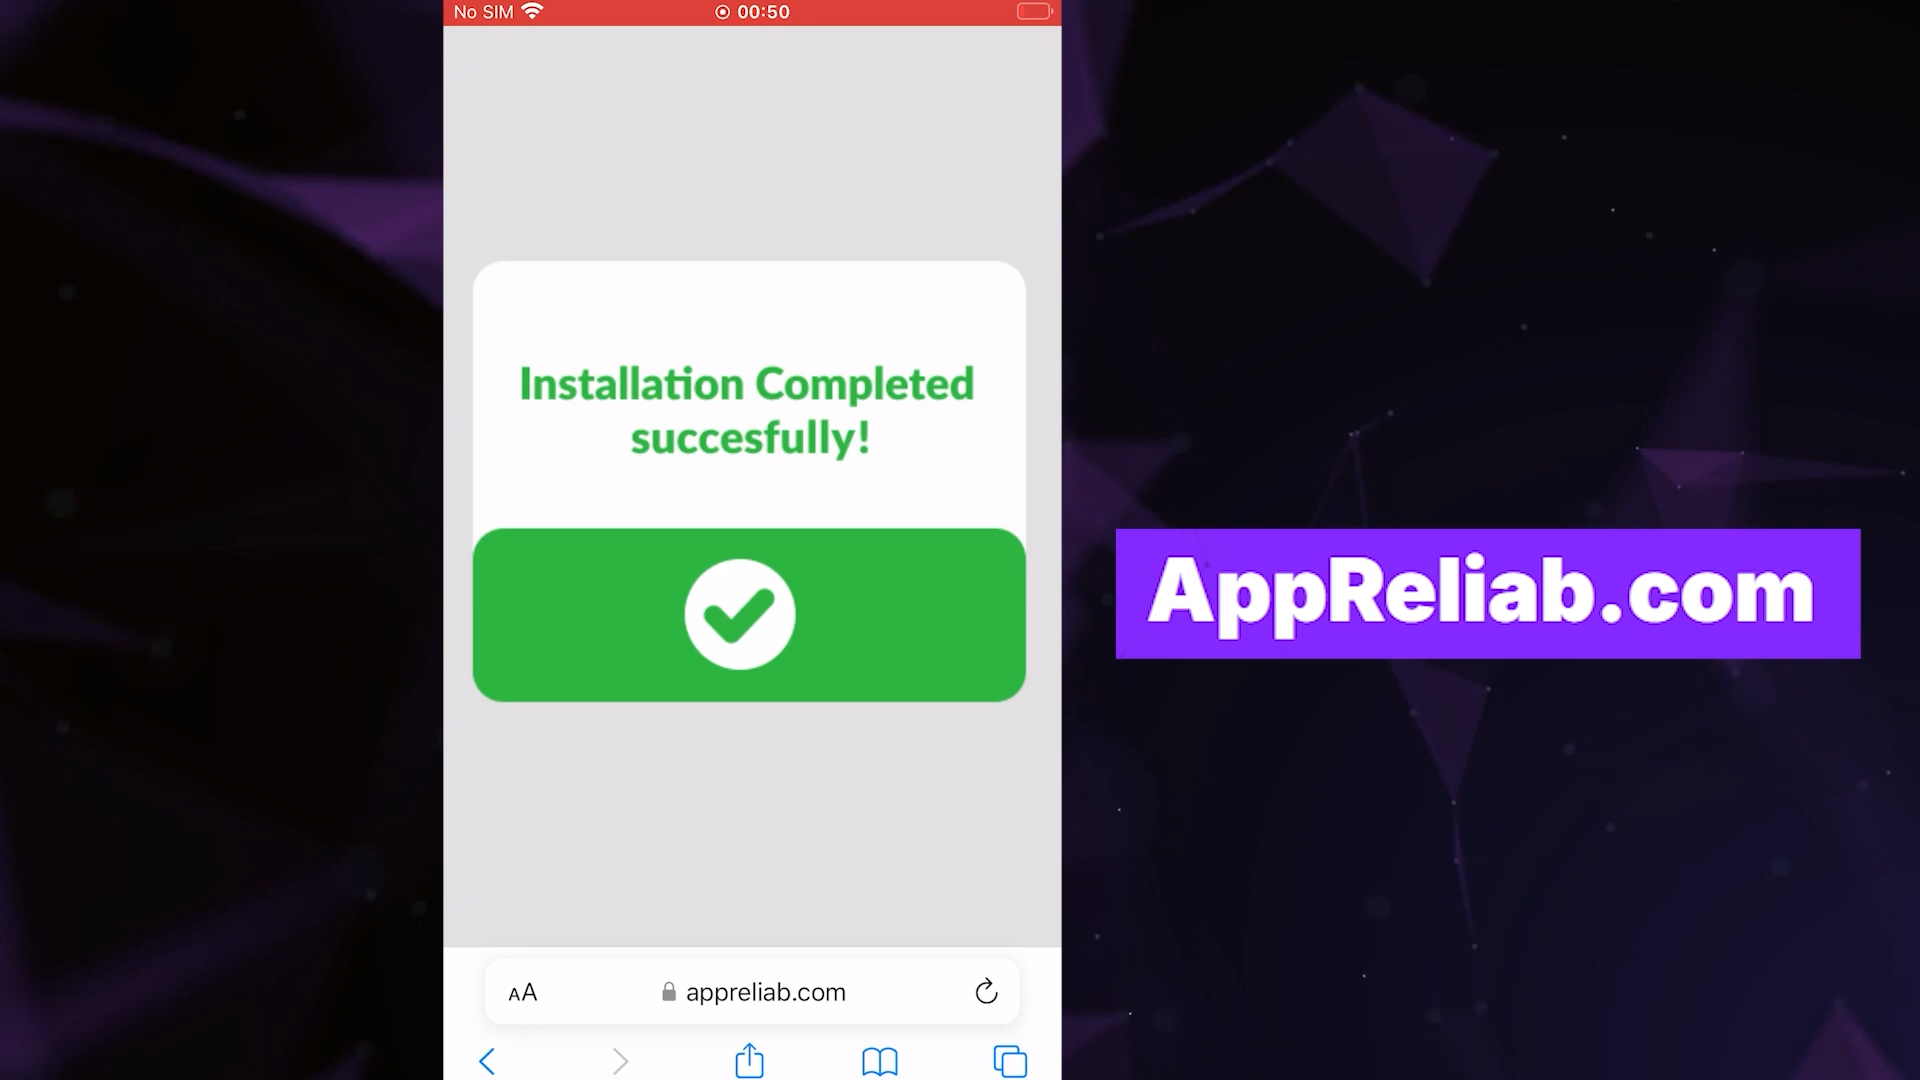 No SIM 00:50
Installation Completed
succesfully!
AppReliab.com
AA appreliab.com